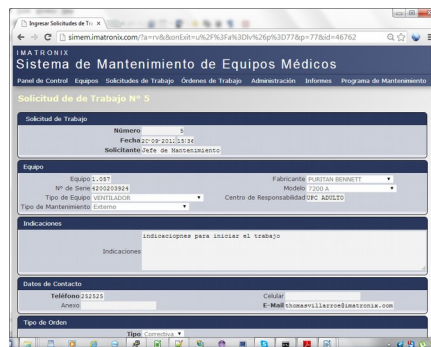 Ingresar Solicitudes de Tra
simem.imatronix.com/?a=rv&&onExit=u%2F%3Fa%3Dlv%26p%3D77&p=77&id=46762
IMATRONIX
Sistema de Mantenimiento de Equipos Médicos
Panel de Control Equipos Solicitudes de Trabajo Órdenes de Trabajo Administración Informes Programa de Mantenimiento
Solicitud de de Trabajo Nº 5
Solicitud de Trabajo
Número 5
Fecha 20-09-2012 15:36
Solicitante Jefe de Mantenimiento
Equipo
Equipo 1.087 Fabricante PURITAN BENNETT
Nº de Serie 4200203924 Modelo 7200 A
Tipo de Equipo VENTILADOR Centro de Responsabilidad UPC ADULTO
Tipo de Mantenimiento Externo
Indicaciones
Indicaciones indicaciopnes para iniciar el trabajo
Datos de Contacto
Teléfono 252525 Celular
Anexo E-Mail thomasvillarroe@imatronix.com
Tipo de Orden
Tipo Correctiva